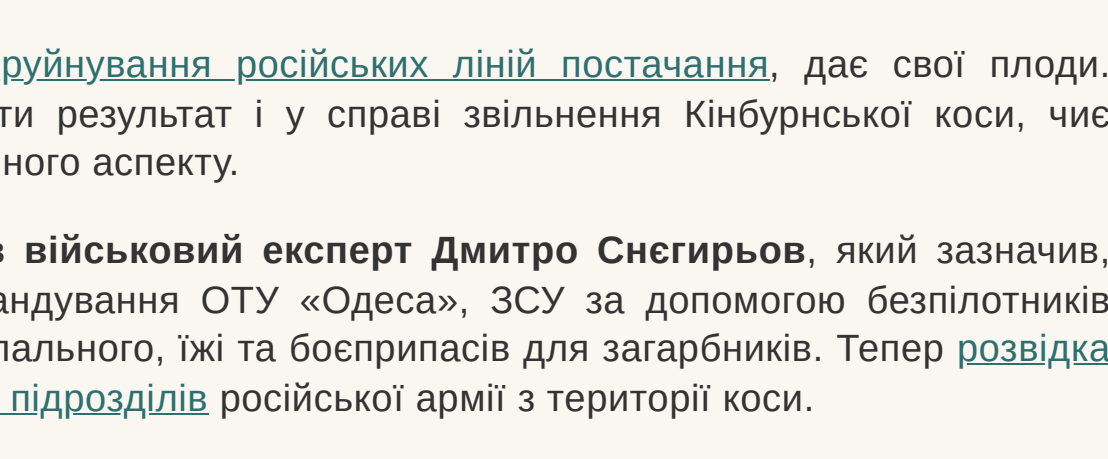 руйнування російських ліній постачання, дає свої плоди.
ти результат і у справі звільнення Кінбурнської коси, чиє
ного аспекту.
в військовий експерт Дмитро Снєгирьов, який зазначив,
андування ОТУ «Одеса», ЗСУ за допомогою безпілотників
пального, їжі та боєприпасів для загарбників. Тепер розвідка
підрозділів російської армії з території коси.